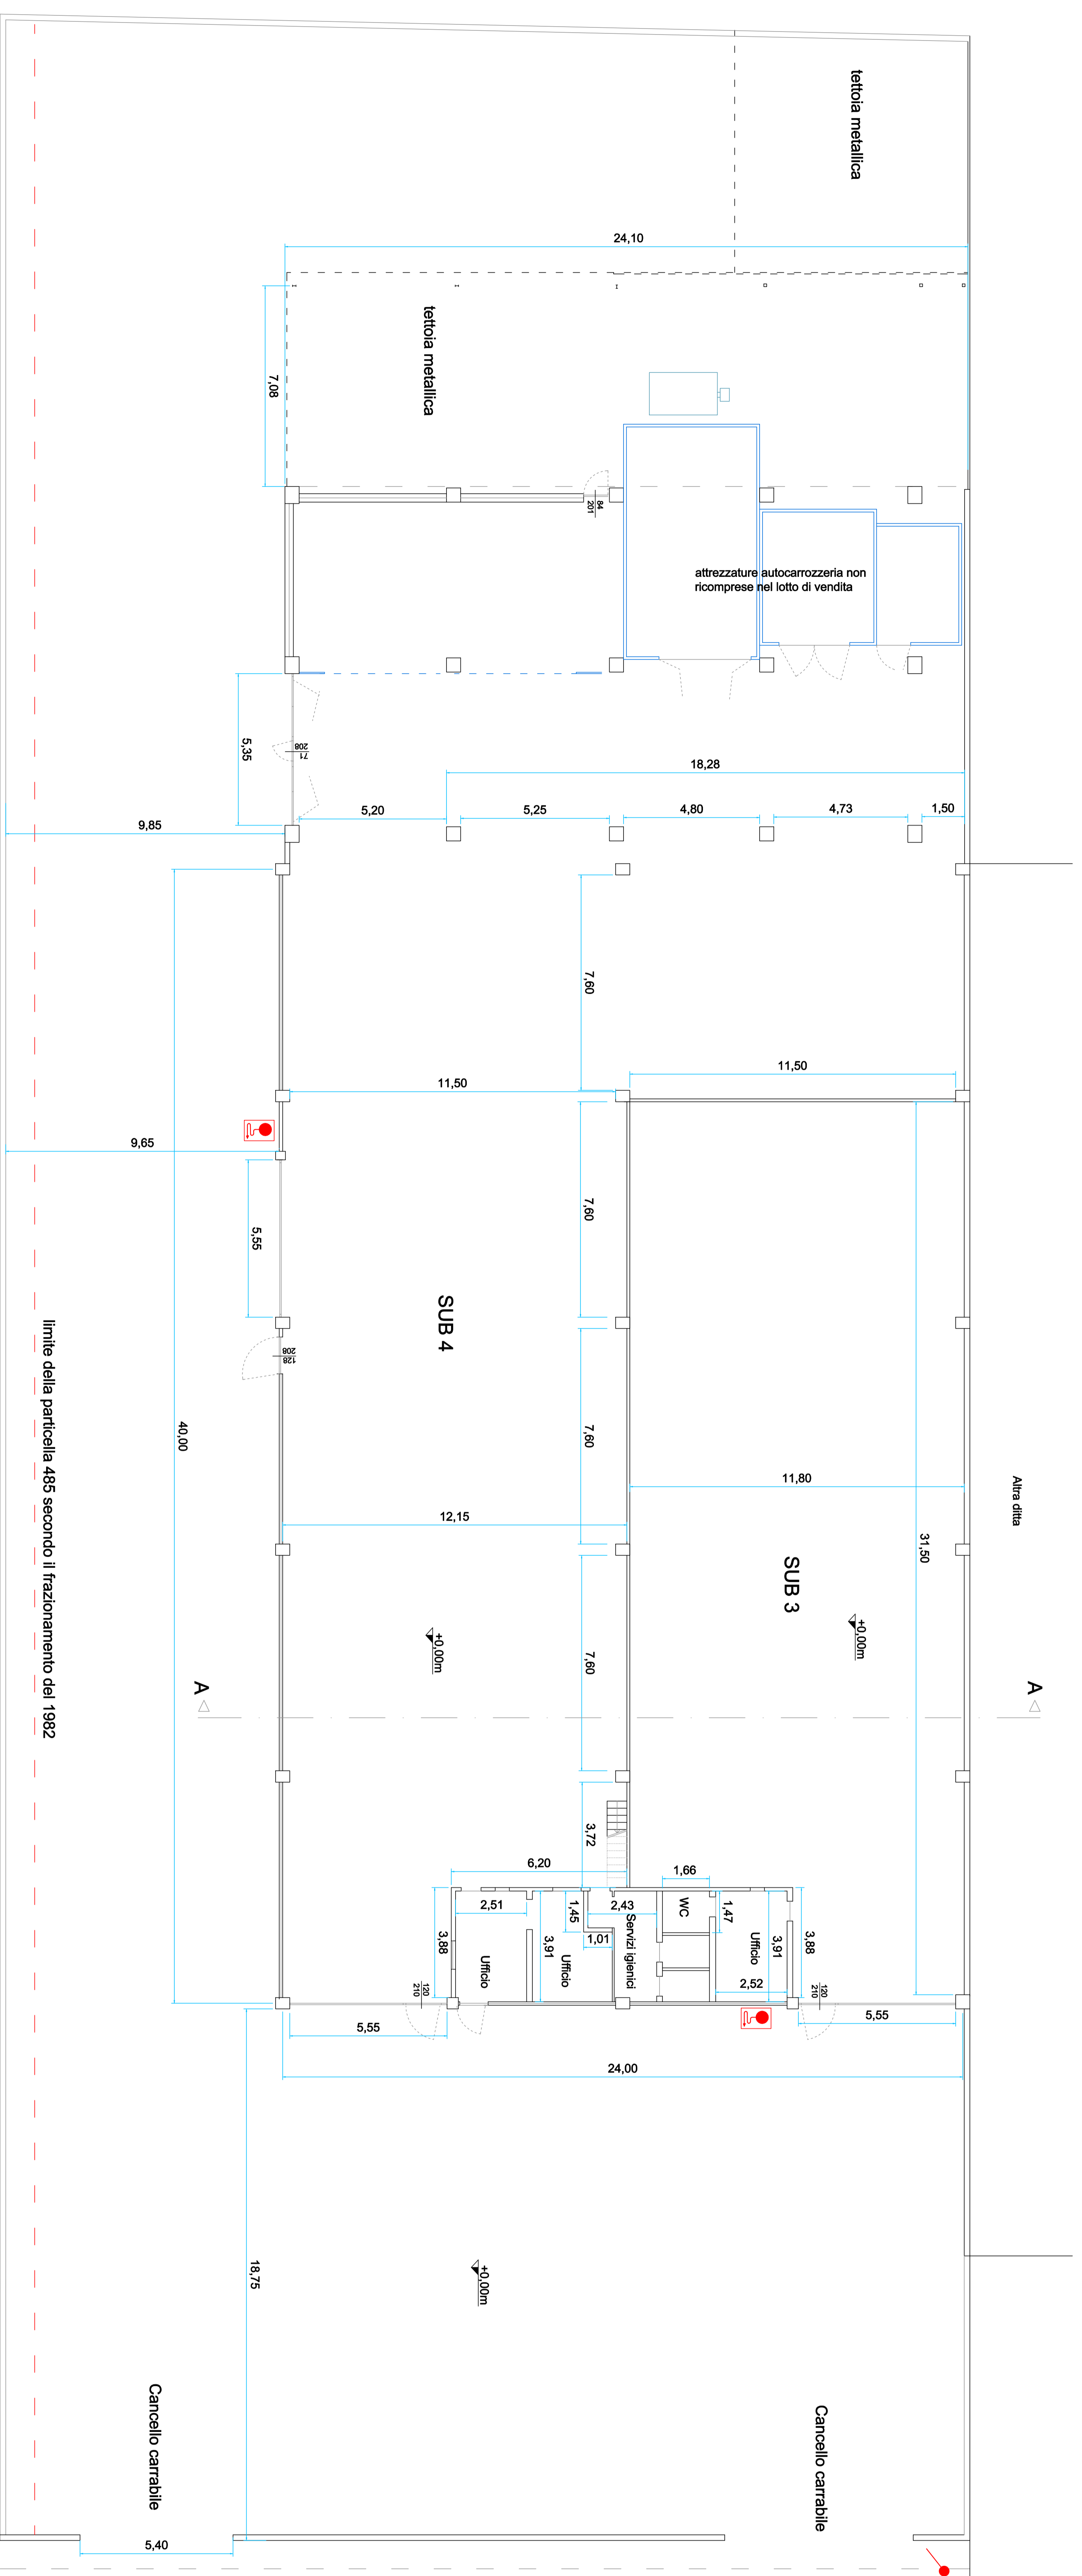 tettoia metallica
24,10
tettoia metallica
7,08
84
201
attrezzature autocarrozzeria non
ricomprese nel lotto di vendita
5,35
208
71
18,28
5,20
5,25
4,80
4,73
1,50
9,85
7,60
11,50
11,50
9,65
5,55
7,60
SUB 4
208
128
limite della particella 485 secondo il frazionamento del 1982
40,00
7,60
11,80
Altra ditta
12,15
31,50
SUB 3
+0,00m
+0,00m
7,60
A
A
3,72
6,20
1,66
2,51
1,45
2,43
WC
1,47
3,88
3,91
1,01
Servizi igienici
Ufficio
3,91
3,88
Ufficio
Ufficio
2,52
120
210
120
210
5,55
5,55
24,00
18,75
+0,00m
Cancello carrabile
Cancello carrabile
5,40